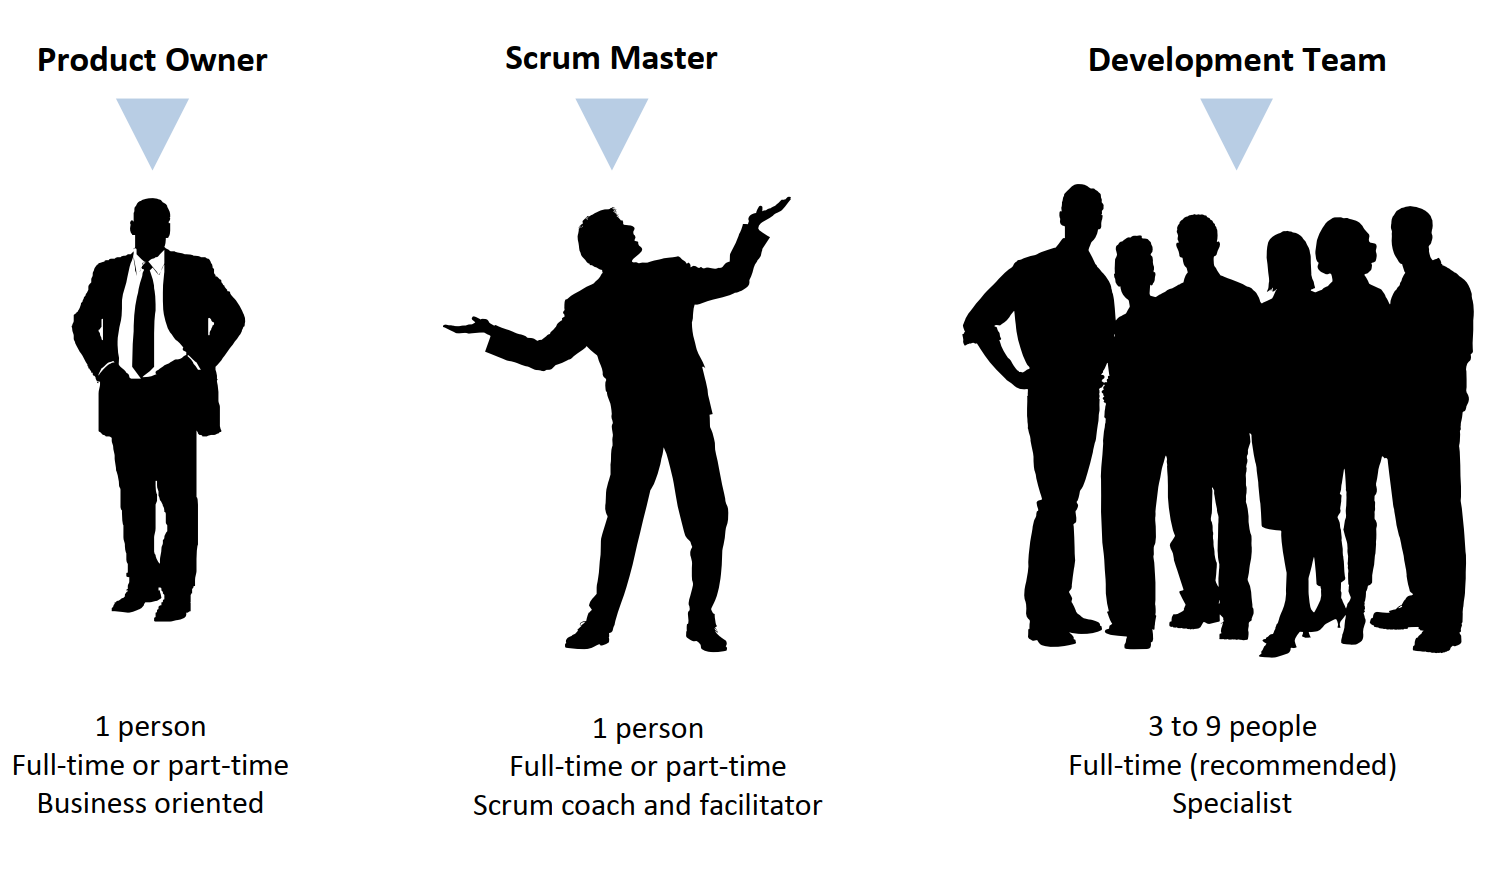 Product Owner
1 person
Full-time or part-time
Business oriented
Scrum Master
1 person
Full-time or part-time
Scrum coach and facilitator
Development Team
3 to 9 people
Full-time (recommended)
Specialist